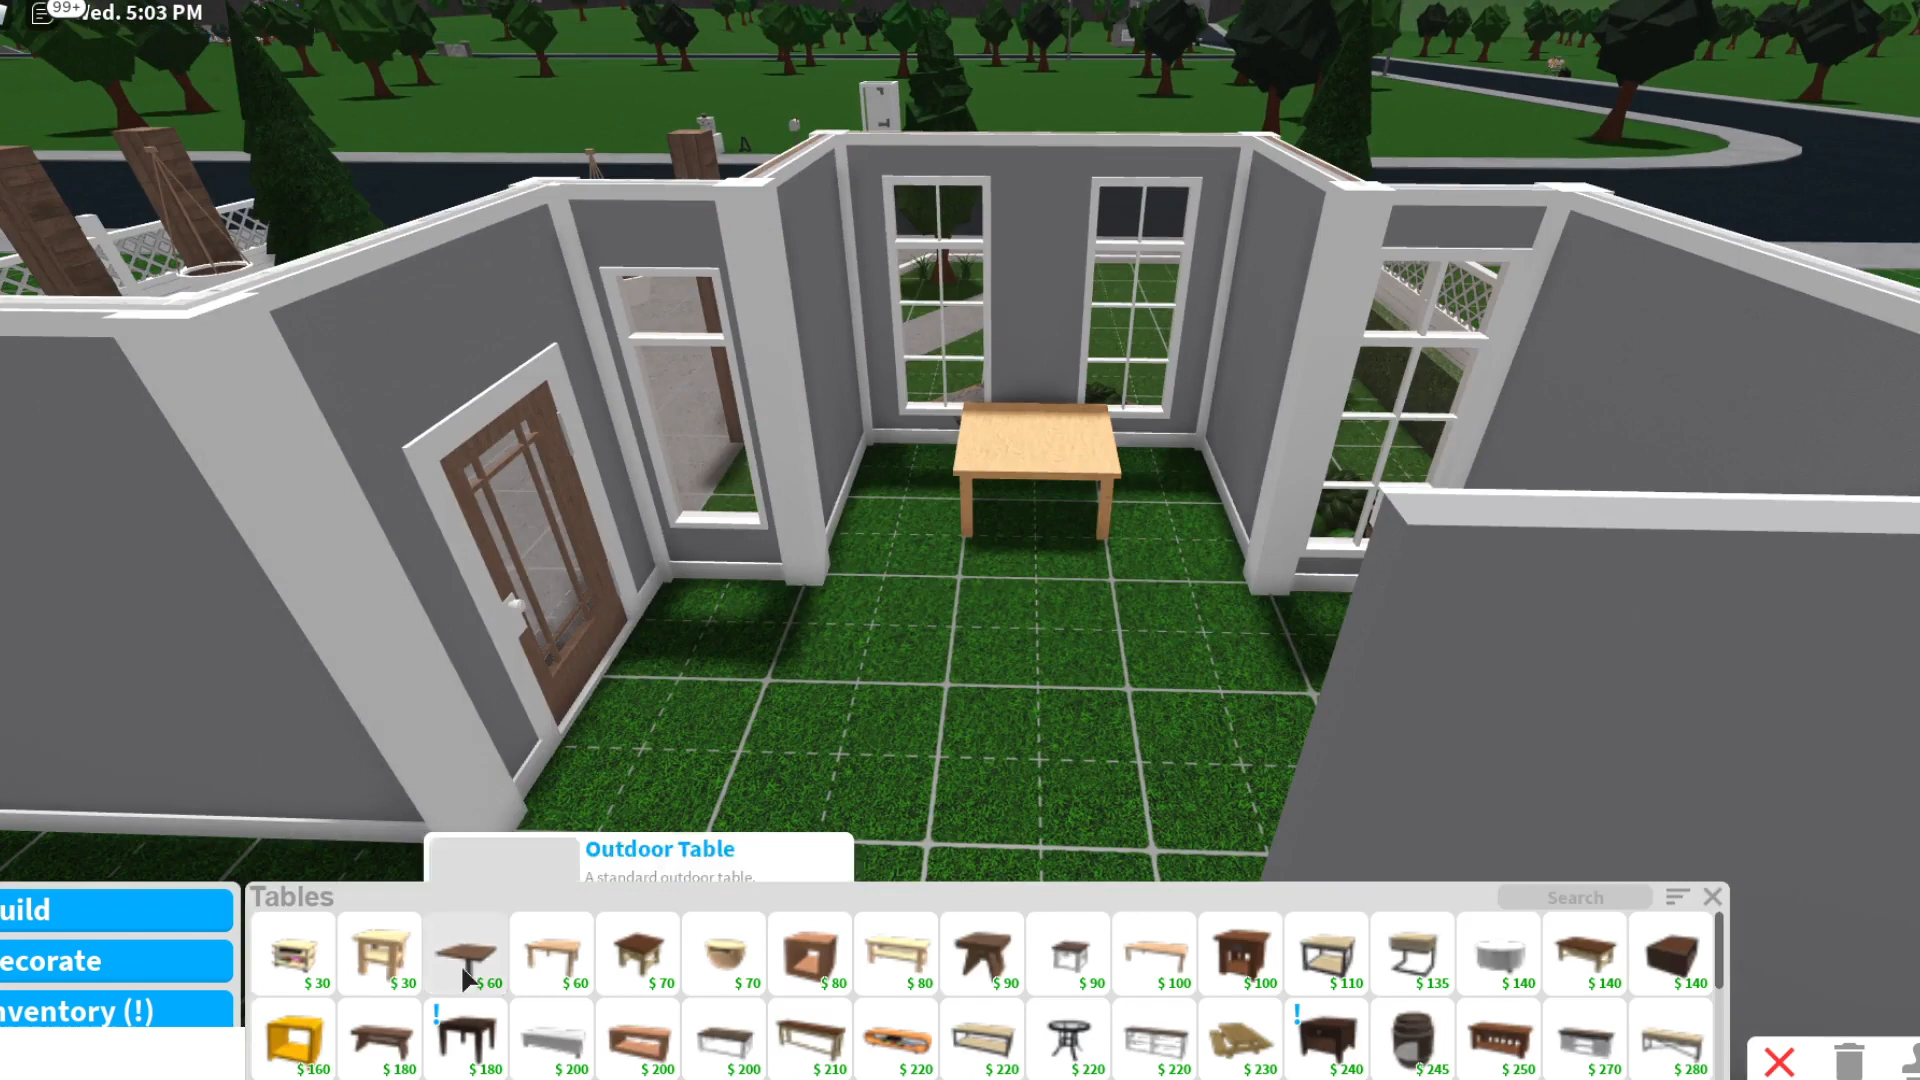 99+
Wed. 5:03 PM
Outdoor Table
A standard outdoor table.
Tables
Search
uild
ecorate
nventory (!)
$ 30 $ 30 $ 60 $ 60 $ 70 $ 70 $ 80 $ 80 $ 90 $ 90 $ 100 $ 100 $ 110 $ 135 $ 140 $ 140 $ 140
! !
$ 160 $ 180 $ 180 $ 200 $ 200 $ 200 $ 210 $ 220 $ 220 $ 220 $ 220 $ 230 $ 240 $ 245 $ 250 $ 270 $ 280